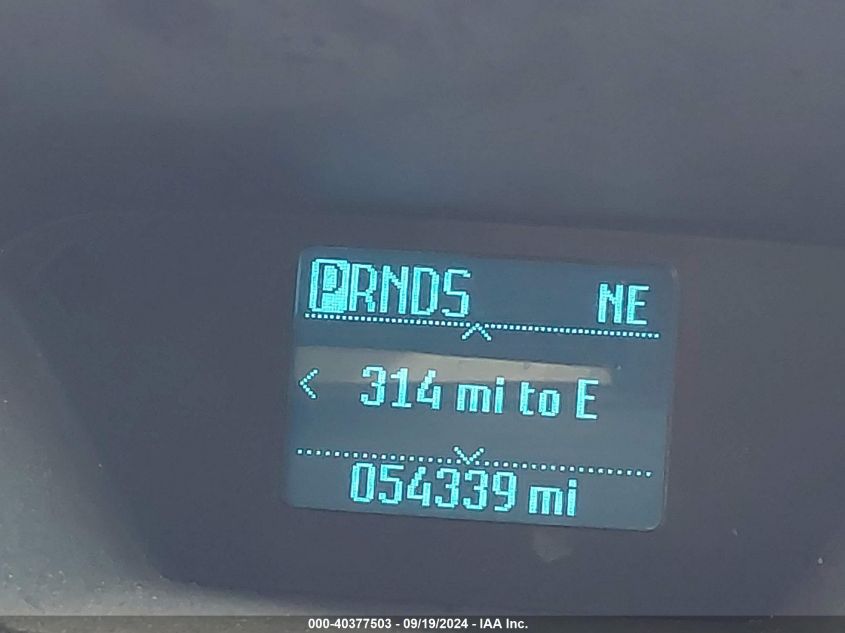 PRNDS NE
314 mi to E
054339 mi
000-40377503 - 09/19/2024 - IAA Inc.